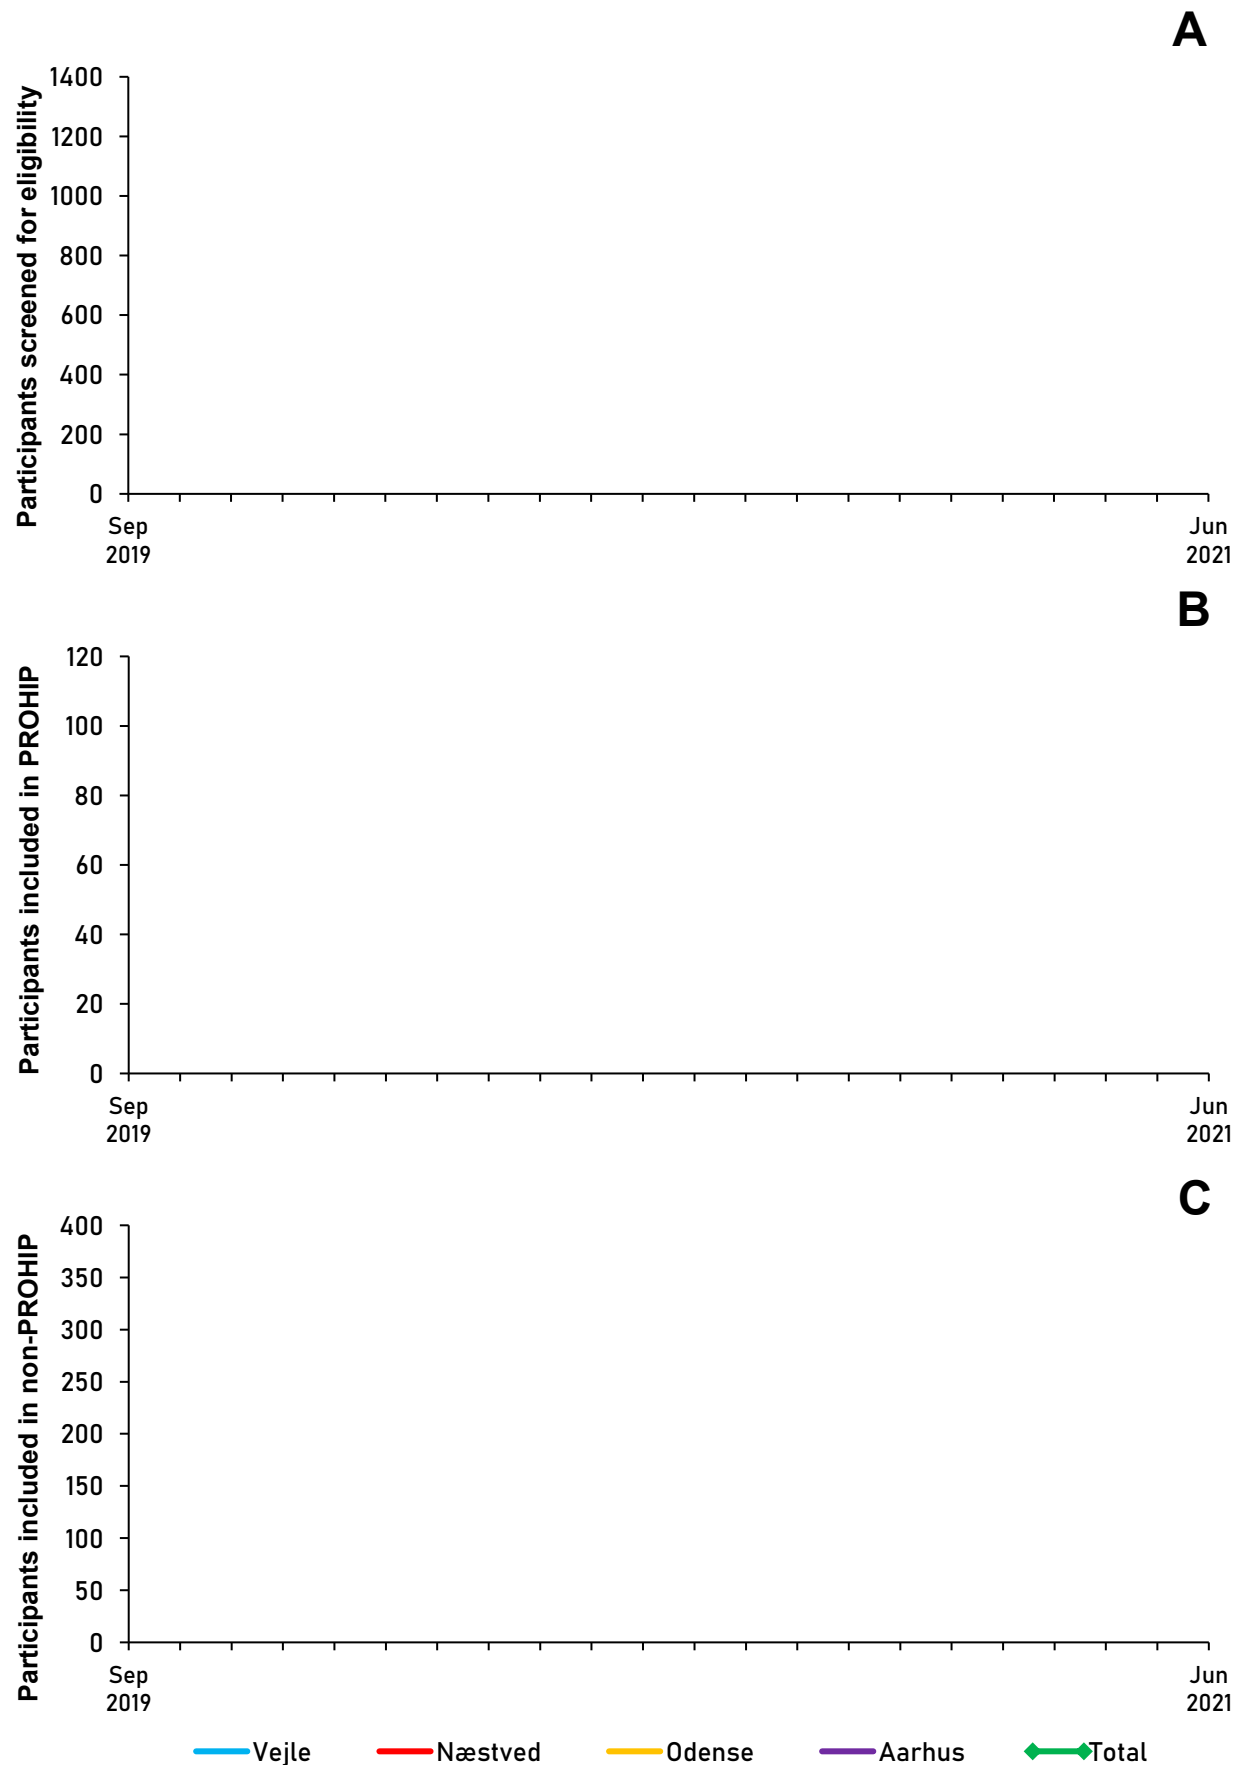 A
Participants screened for eligibility
1400
1200
1000
800
600
400
200
0
Sep
2019
Jun
2021
B
Participants included in PROHIP
120
100
80
60
40
20
0
Sep
2019
Jun
2021
C
Participants included in non-PROHIP
400
350
300
250
200
150
100
50
0
Sep
2019
Jun
2021
Vejle Næstved Odense Aarhus Total